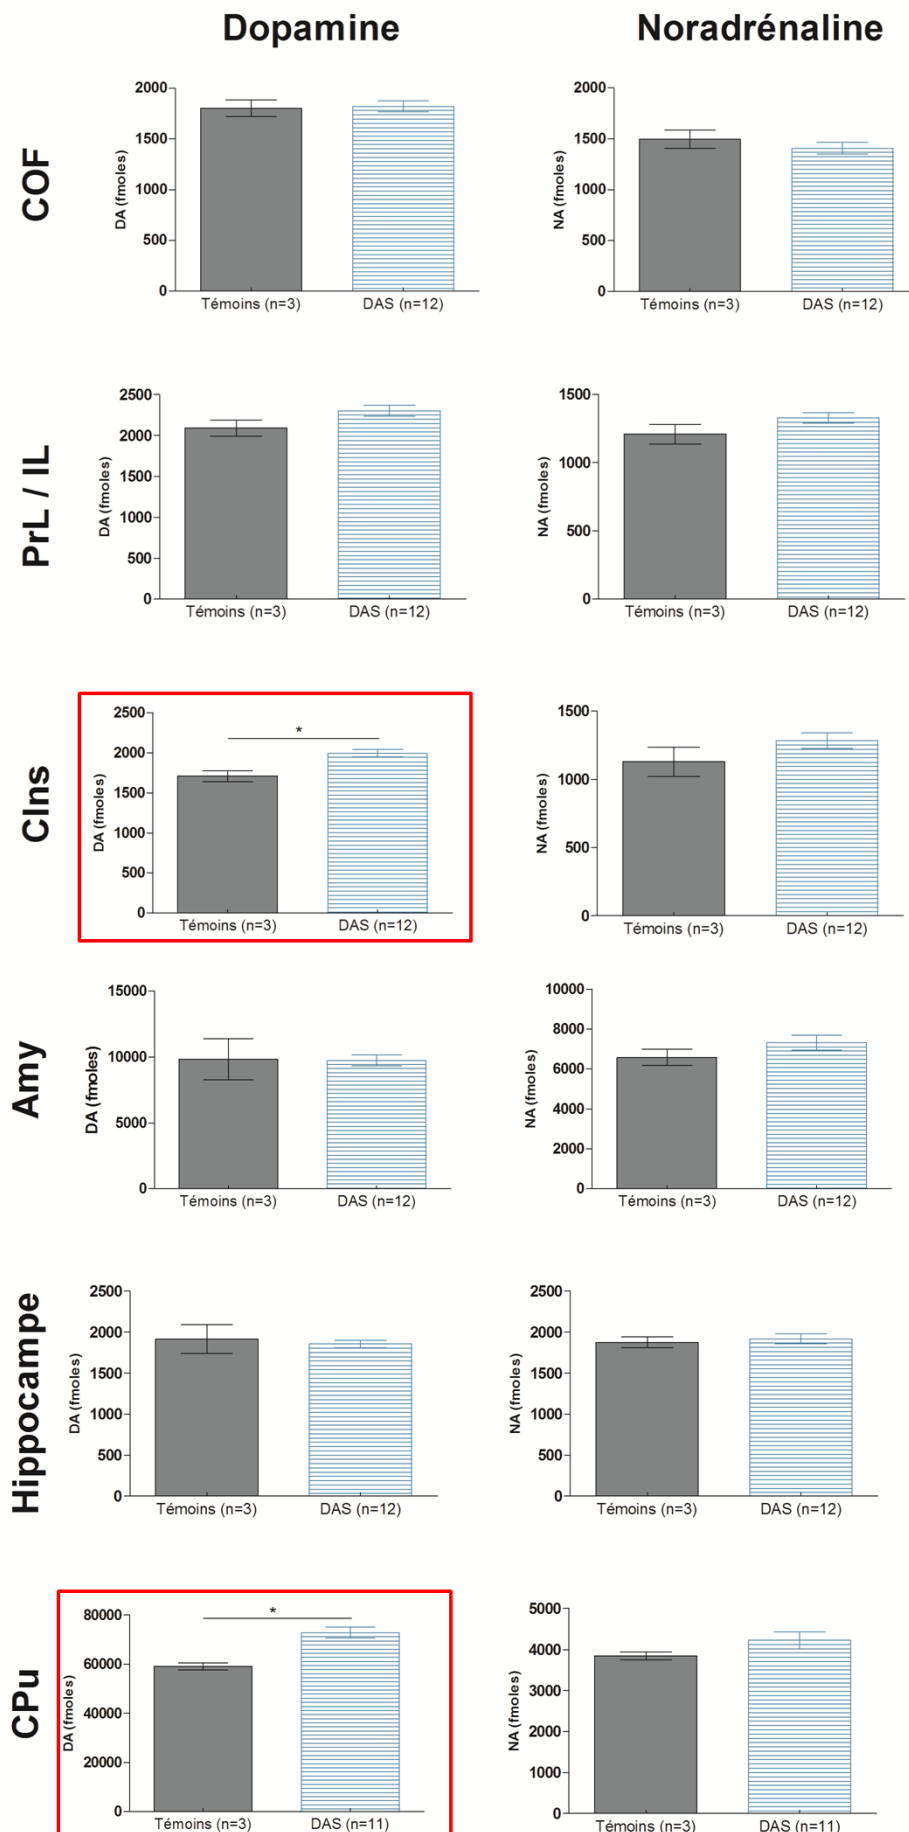 Dopamine
Noradrénaline
COF
DA (fmoles)
2000
1500
1000
500
0
Témoins (n=3)
DAS (n=12)
NA (fmoles)
2000
1500
1000
500
0
Témoins (n=3)
DAS (n=12)
PrL / IL
DA (fmoles)
2500
2000
1500
1000
500
0
Témoins (n=3)
DAS (n=12)
NA (fmoles)
1500
1000
500
0
Témoins (n=3)
DAS (n=12)
CIns
DA (fmoles)
2500
2000
1500
1000
500
0
*
Témoins (n=3)
DAS (n=12)
NA (fmoles)
1500
1000
500
0
Témoins (n=3)
DAS (n=12)
Amy
DA (fmoles)
15000
10000
5000
0
Témoins (n=3)
DAS (n=12)
NA (fmoles)
10000
8000
6000
4000
2000
0
Témoins (n=3)
DAS (n=12)
Hippocampe
DA (fmoles)
2500
2000
1500
1000
500
0
Témoins (n=3)
DAS (n=12)
NA (fmoles)
2500
2000
1500
1000
500
0
Témoins (n=3)
DAS (n=12)
CPu
DA (fmoles)
80000
60000
40000
20000
0
*
Témoins (n=3)
DAS (n=11)
NA (fmoles)
5000
4000
3000
2000
1000
0
Témoins (n=3)
DAS (n=11)